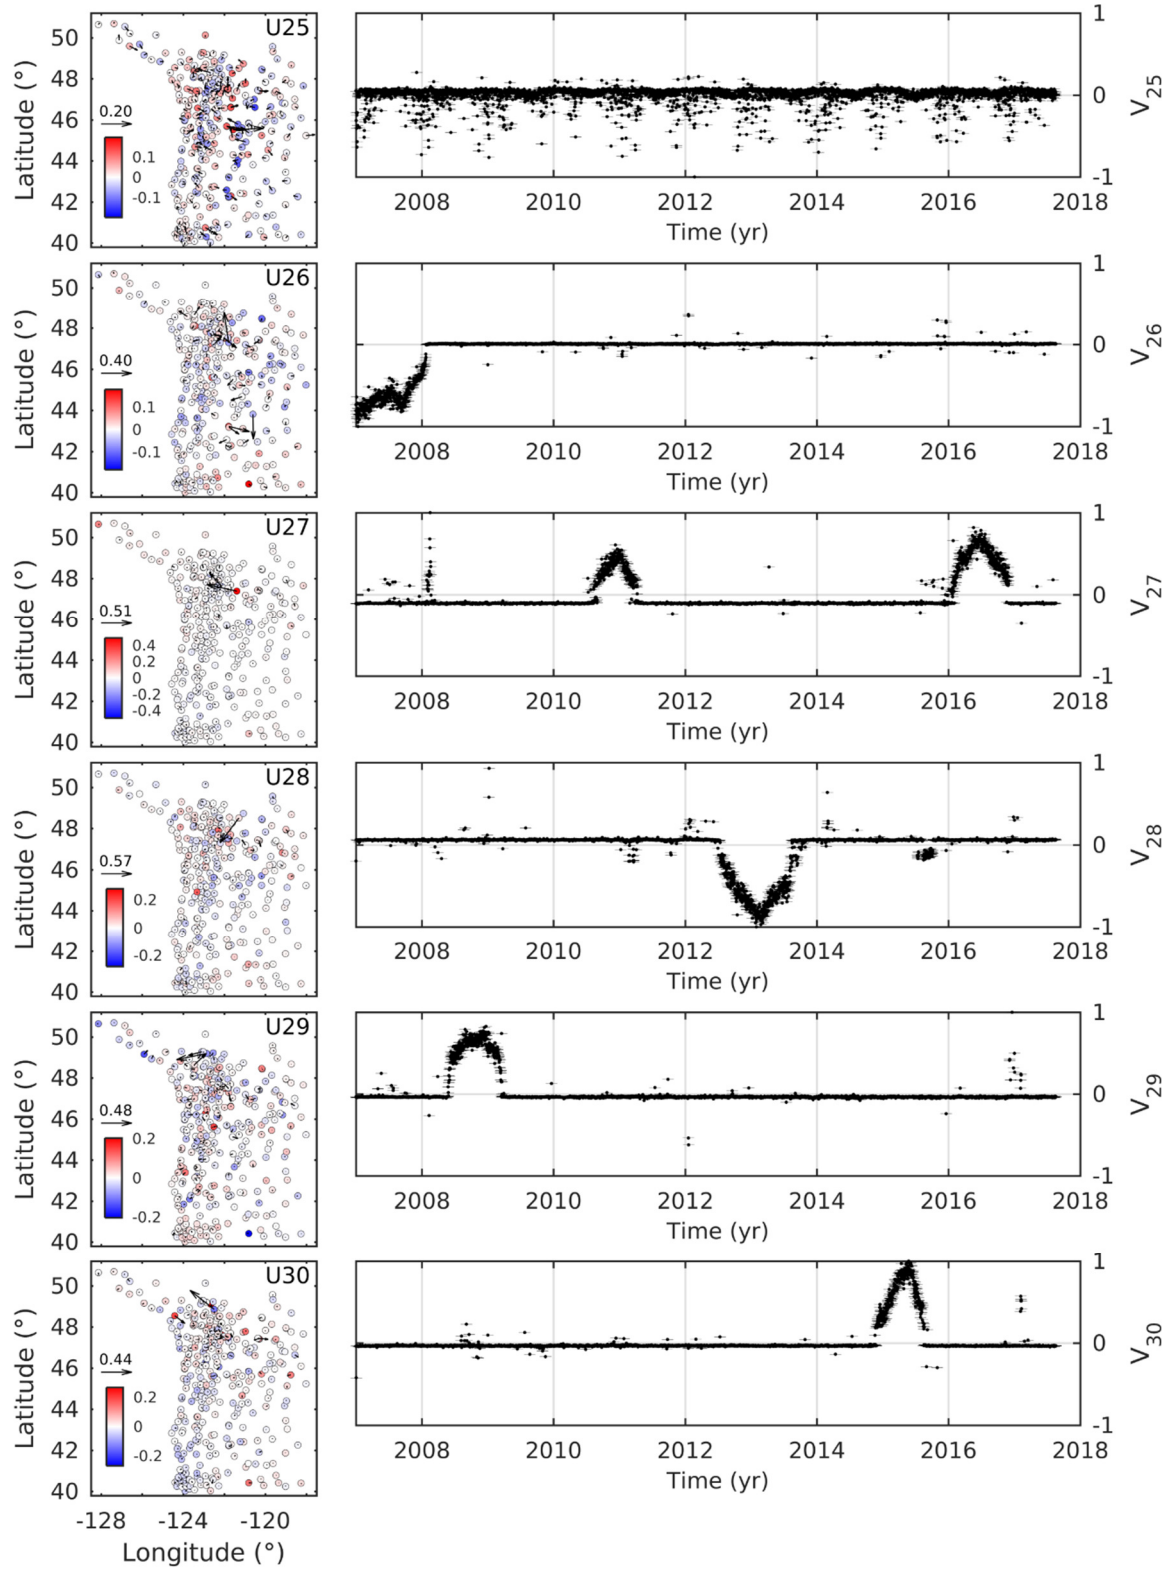 U25
Latitude (°)
50
48
46
44
42
40
0.20
0.1
0
-0.1
1
0
-1
V25
2008 2010 2012 2014 2016 2018
Time (yr)
U26
Latitude (°)
50
48
46
44
42
40
0.40
0.1
0
-0.1
1
0
-1
V26
2008 2010 2012 2014 2016 2018
Time (yr)
U27
Latitude (°)
50
48
46
44
42
40
0.51
0.4
0.2
0
-0.2
-0.4
1
0
-1
V27
2008 2010 2012 2014 2016 2018
Time (yr)
U28
Latitude (°)
50
48
46
44
42
40
0.57
0.2
0
-0.2
1
0
-1
V28
2008 2010 2012 2014 2016 2018
Time (yr)
U29
Latitude (°)
50
48
46
44
42
40
0.48
0.2
0
-0.2
1
0
-1
V29
2008 2010 2012 2014 2016 2018
Time (yr)
U30
Latitude (°)
50
48
46
44
42
40
0.44
0.2
0
-0.2
1
0
-1
V30
2008 2010 2012 2014 2016 2018
Time (yr)
-128 -124 -120
Longitude (°)